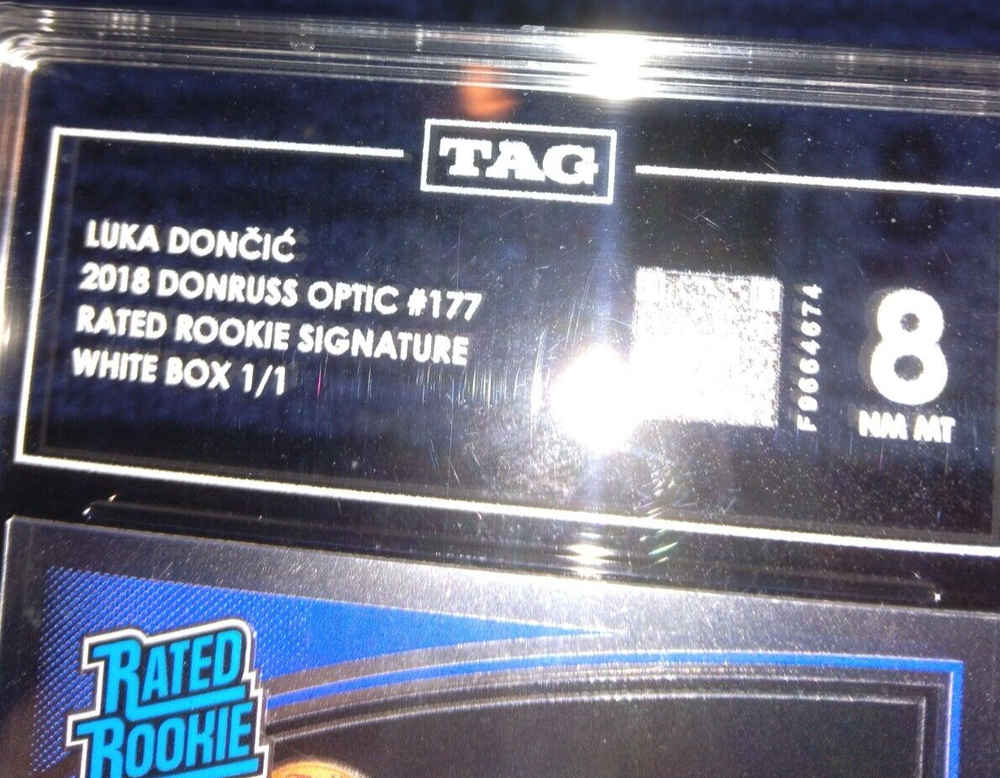 TAG
LUKA DONČIĆ
2018 DONRUSS OPTIC #177
RATED ROOKIE SIGNATURE
WHITE BOX 1/1
F9664674
8
NM MT
RATED
ROOKIE